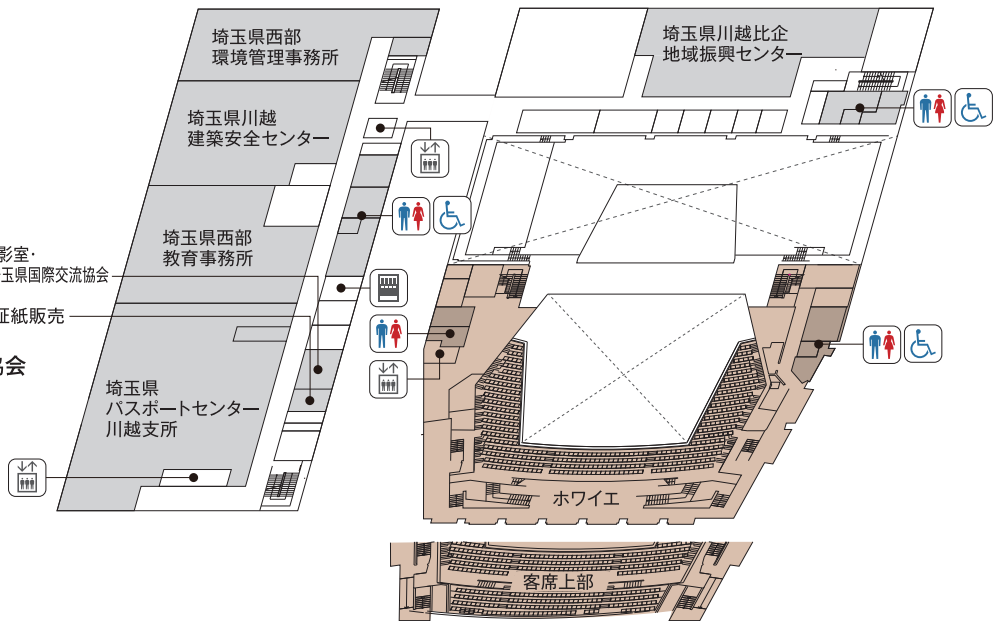 埼玉県西部
環境管理事務所
埼玉県川越比企
地域振興センター
埼玉県川越
建築安全センター
埼玉県西部
教育事務所
影室・
玉県国際交流協会
証紙販売
会
埼玉県
パスポートセンター
川越支所
ホワイエ
客席上部